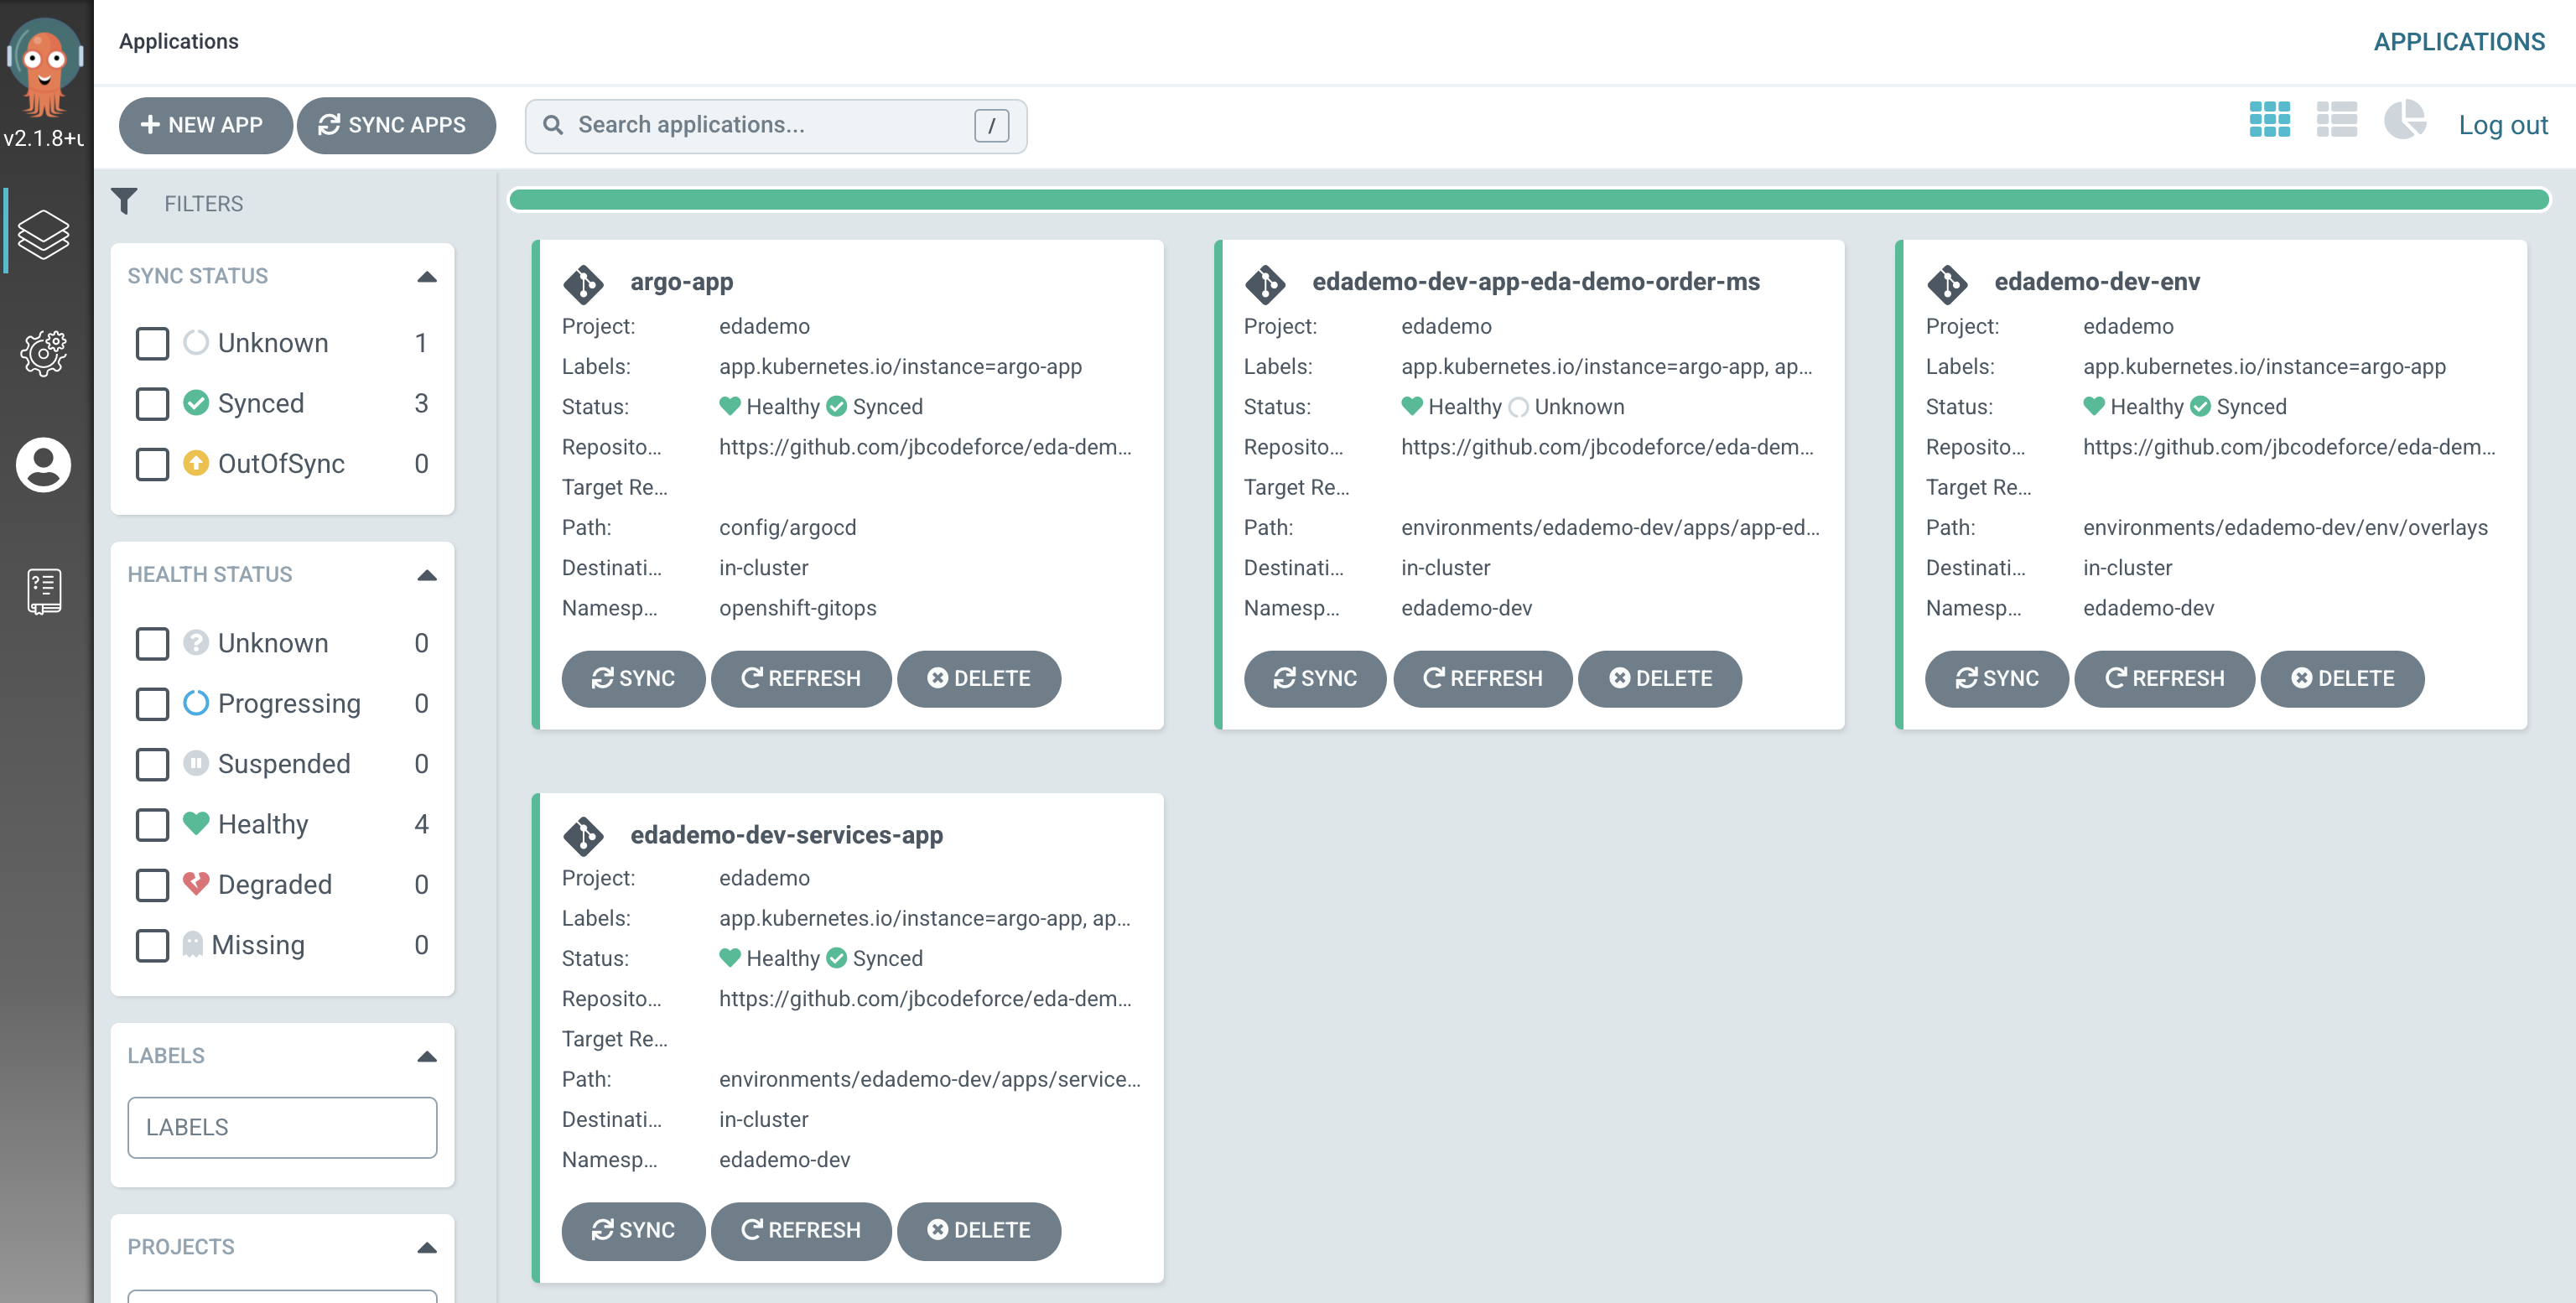 Applications
APPLICATIONS
v2.1.8+u
NEW APP
SYNC APPS
Search applications...
/
Log out
FILTERS
SYNC STATUS
Unknown 1
Synced 3
OutOfSync 0
HEALTH STATUS
Unknown 0
Progressing 0
Suspended 0
Healthy 4
Degraded 0
Missing 0
LABELS
LABELS
PROJECTS
argo-app
Project: edademo
Labels: app.kubernetes.io/instance=argo-app
Status: Healthy Synced
Reposito... https://github.com/jbcodeforce/eda-dem...
Target Re...
Path: config/argocd
Destinati... in-cluster
Namesp... openshift-gitops
SYNC REFRESH DELETE
edademo-dev-app-eda-demo-order-ms
Project: edademo
Labels: app.kubernetes.io/instance=argo-app, ap...
Status: Healthy Unknown
Reposito... https://github.com/jbcodeforce/eda-dem...
Target Re...
Path: environments/edademo-dev/apps/app-ed...
Destinati... in-cluster
Namesp... edademo-dev
SYNC REFRESH DELETE
edademo-dev-env
Project: edademo
Labels: app.kubernetes.io/instance=argo-app
Status: Healthy Synced
Reposito... https://github.com/jbcodeforce/eda-dem...
Target Re...
Path: environments/edademo-dev/env/overlays
Destinati... in-cluster
Namesp... edademo-dev
SYNC REFRESH DELETE
edademo-dev-services-app
Project: edademo
Labels: app.kubernetes.io/instance=argo-app, ap...
Status: Healthy Synced
Reposito... https://github.com/jbcodeforce/eda-dem...
Target Re...
Path: environments/edademo-dev/apps/service...
Destinati... in-cluster
Namesp... edademo-dev
SYNC REFRESH DELETE